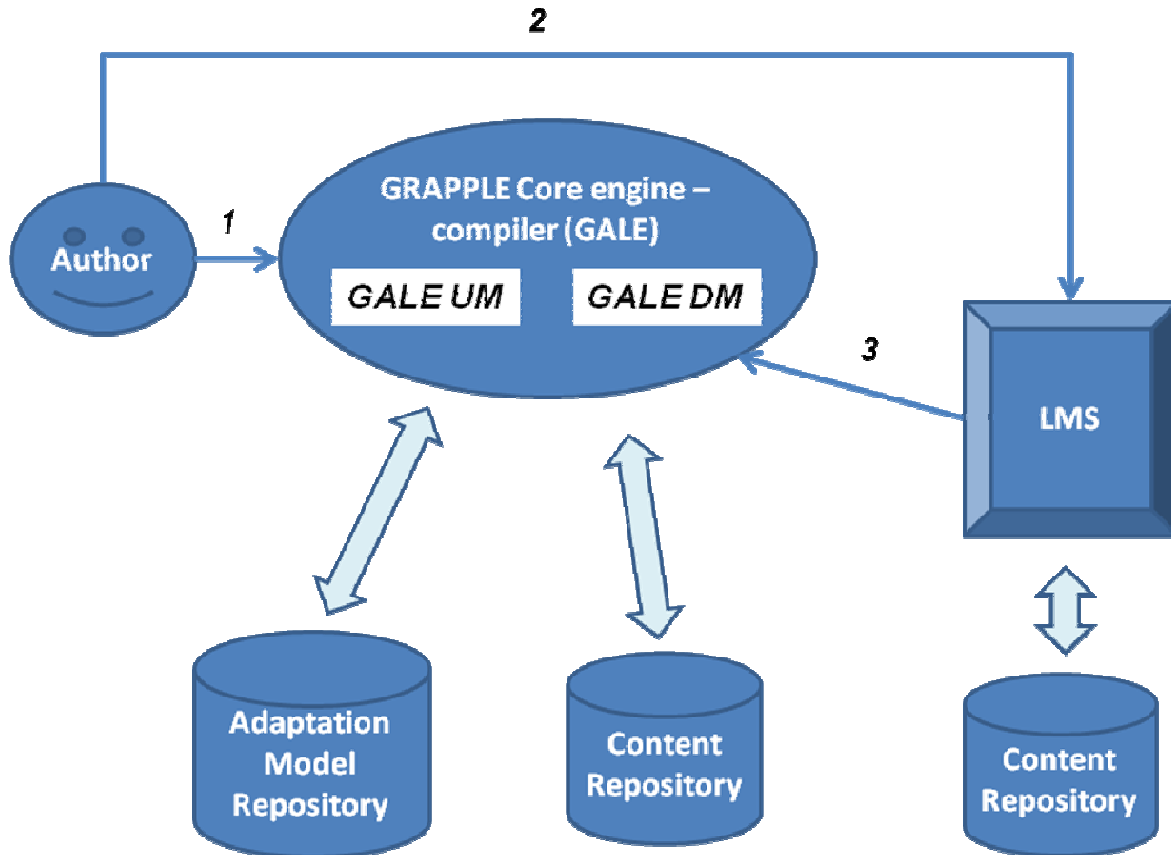 2
GRAPPLE Core engine –
compiler (GALE)
1
Author
GALE UM
GALE DM
3
LMS
Adaptation
Model
Repository
Content
Repository
Content
Repository